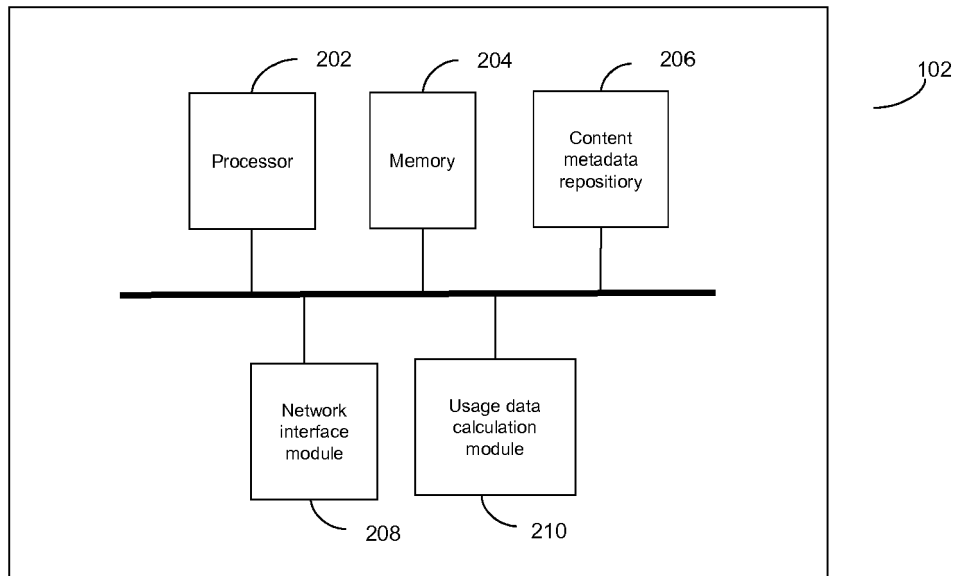 202
204
206
102
Processor
Memory
Content
metadata
repositiory
Network
interface
module
Usage data
calculation
module
208
210